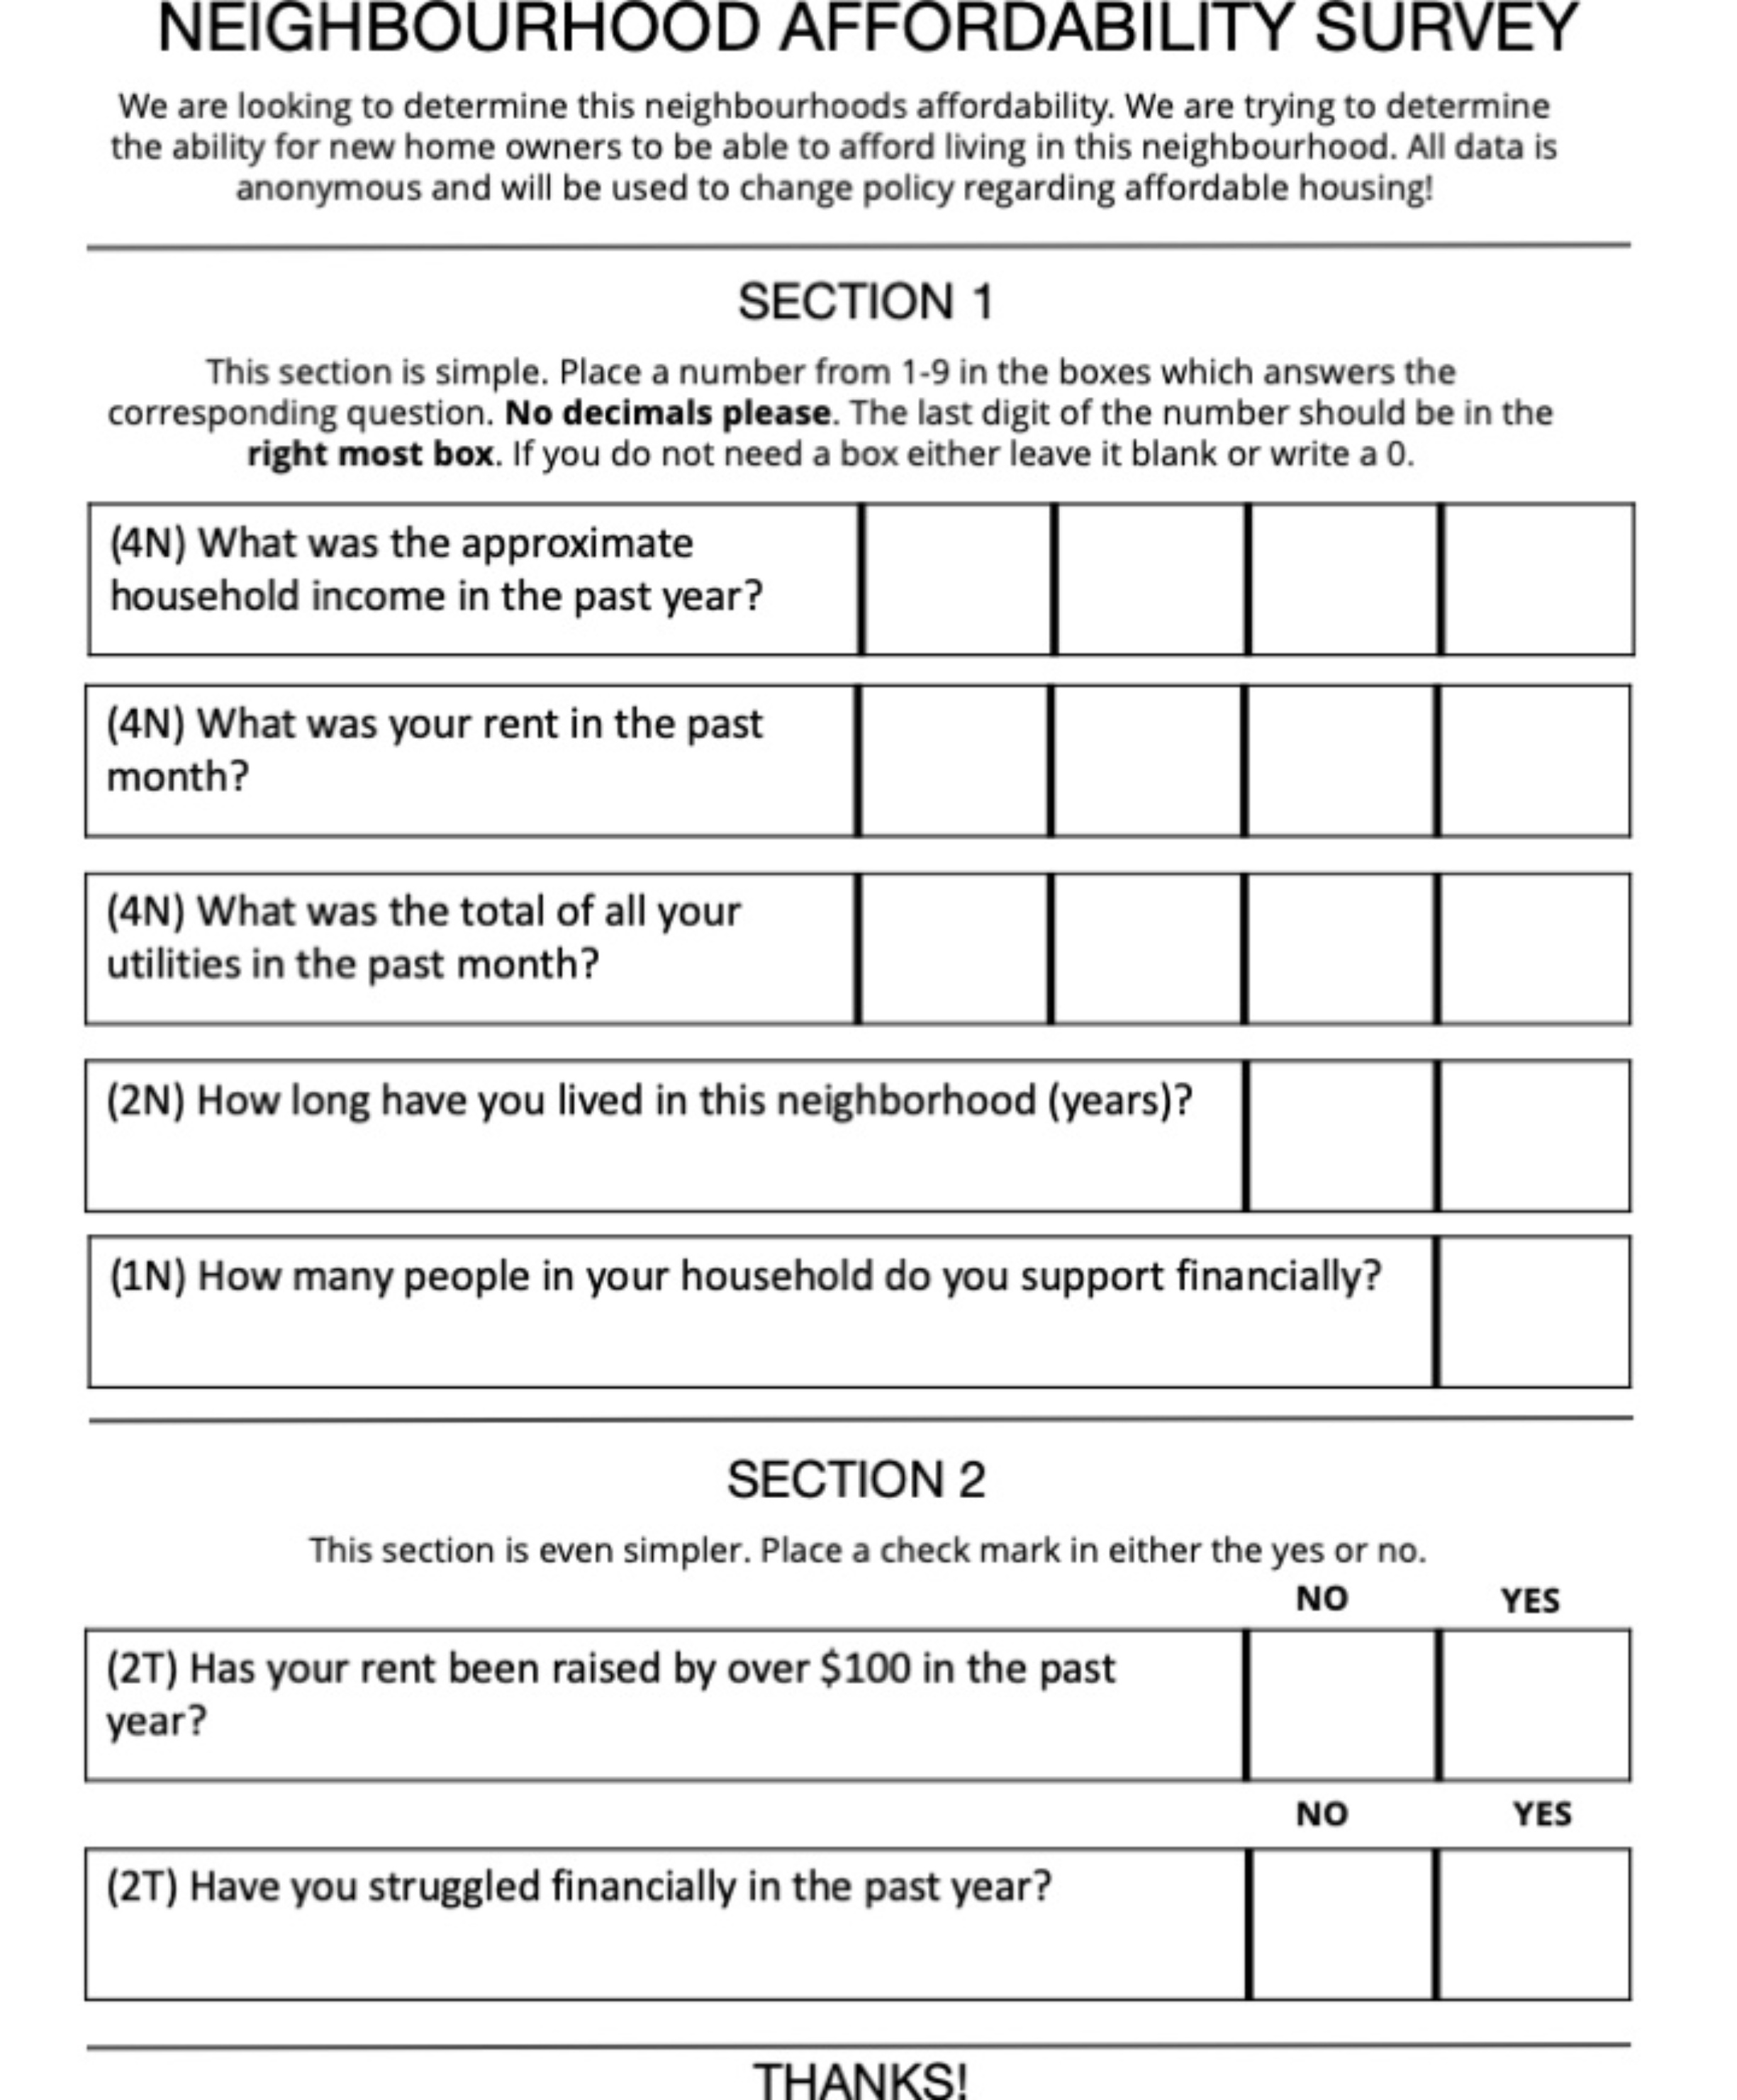 NEIGHBOURHOOD AFFORDABILITY SURVEY
We are looking to determine this neighbourhoods affordability. We are trying to determine
the ability for new home owners to be able to afford living in this neighbourhood. All data is
anonymous and will be used to change policy regarding affordable housing!
SECTION 1
This section is simple. Place a number from 1-9 in the boxes which answers the
corresponding question. No decimals please. The last digit of the number should be in the
right most box. If you do not need a box either leave it blank or write a 0.
(4N) What was the approximate
household income in the past year?
(4N) What was your rent in the past
month?
(4N) What was the total of all your
utilities in the past month?
(2N) How long have you lived in this neighborhood (years)?
(1N) How many people in your household do you support financially?
SECTION 2
This section is even simpler. Place a check mark in either the yes or no.
NO YES
(2T) Has your rent been raised by over $100 in the past
year?
NO YES
(2T) Have you struggled financially in the past year?
THANKS!